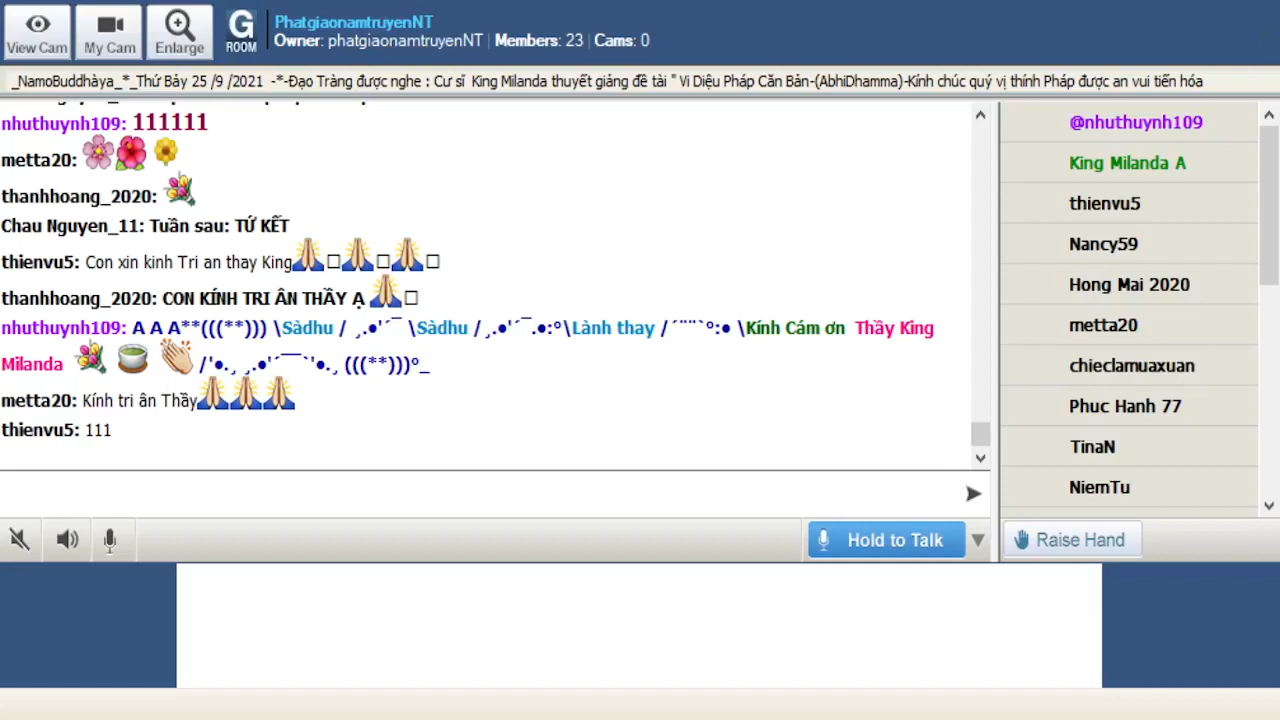 PhatgiaonamtruyenNT
G
View Cam My Cam Enlarge ROOM Owner: phatgiaonamtruyenNT | Members: 23 | Cams: 0
_NamoBuddhàya_*_Thứ Bảy 25 /9 /2021 -*-Đạo Tràng được nghe : Cư sĩ King Milanda thuyết giảng đề tài " Vi Diệu Pháp Căn Bản-(AbhiDhamma)-Kính chúc quý vị thính Pháp được an vui tiến hóa
nhuthuynh109: 111111
metta20:
thanhhoang_2020:
Chau Nguyen_11: Tuần sau: TỨ KẾT
thienvu5: Con xin kinh Tri an thay King
thanhhoang_2020: CON KÍNH TRI ÂN THẦY Ạ
nhuthuynh109: A A A**(((**))) \Sàdhu / ¸.•'´¯ \Sàdhu /¸.•'´¯.•:°\Lành thay /´¨¨`°:• \Kính Cám ơn Thầy King
Milanda /'•.¸ ¸.•'´¯¯`'•.¸ (((**)))°_
metta20: Kính tri ân Thầy
thienvu5: 111
@nhuthuynh109
King Milanda A
thienvu5
Nancy59
Hong Mai 2020
metta20
chieclamuaxuan
Phuc Hanh 77
TinaN
NiemTu
Hold to Talk
Raise Hand